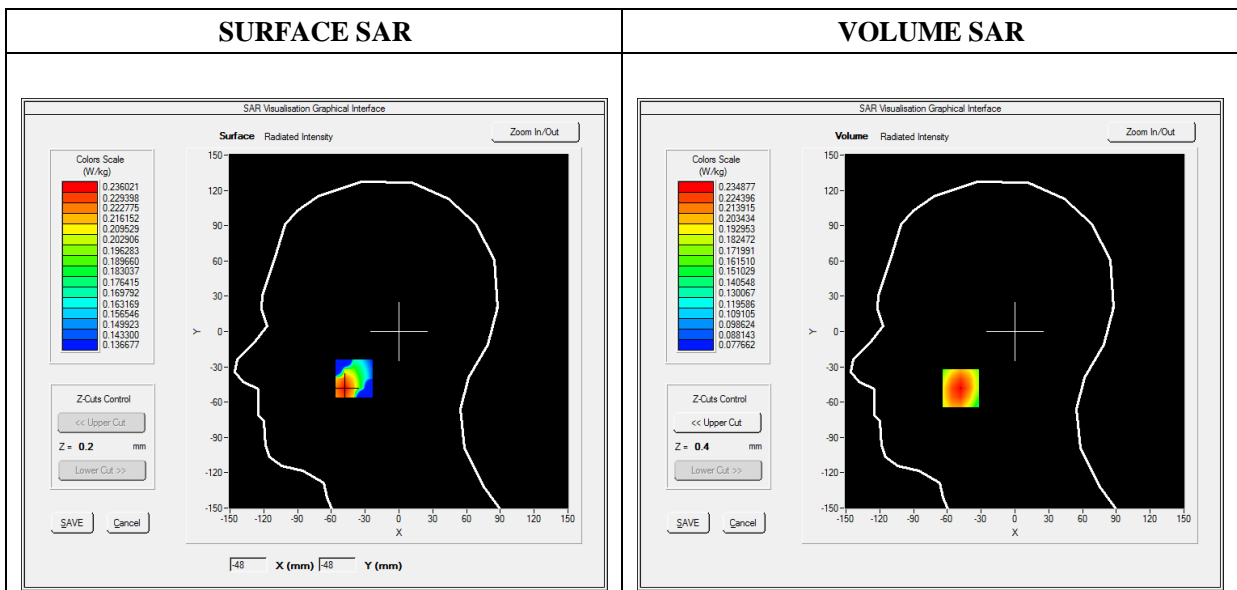 SURFACE SAR
VOLUME SAR
SAR Visualisation Graphical Interface
Surface Radiated Intensity
Zoom In/Out
Colors Scale
(W/kg)
0.236021
0.229398
0.222775
0.216152
0.209529
0.202906
0.196283
0.189660
0.183037
0.176415
0.169792
0.163169
0.156546
0.149923
0.143300
0.136677
150
120
90
60
30
0
-30
-60
-90
-120
-150
Y
-150 -120 -90 -60 -30 0 30 60 90 120 150
X
Z-Cuts Control
<< Upper Cut
Z = 0.2 mm
Lower Cut >>
SAVE Cancel
-48 X (mm) -48 Y (mm)
SAR Visualisation Graphical Interface
Volume Radiated Intensity
Zoom In/Out
Colors Scale
(W/kg)
0.234877
0.224396
0.213915
0.203434
0.192953
0.182472
0.171991
0.161510
0.151029
0.140548
0.130067
0.119586
0.109105
0.098624
0.088143
0.077662
150
120
90
60
30
0
-30
-60
-90
-120
-150
Y
-150 -120 -90 -60 -30 0 30 60 90 120 150
X
Z-Cuts Control
<< Upper Cut
Z = 0.4 mm
Lower Cut >>
SAVE Cancel